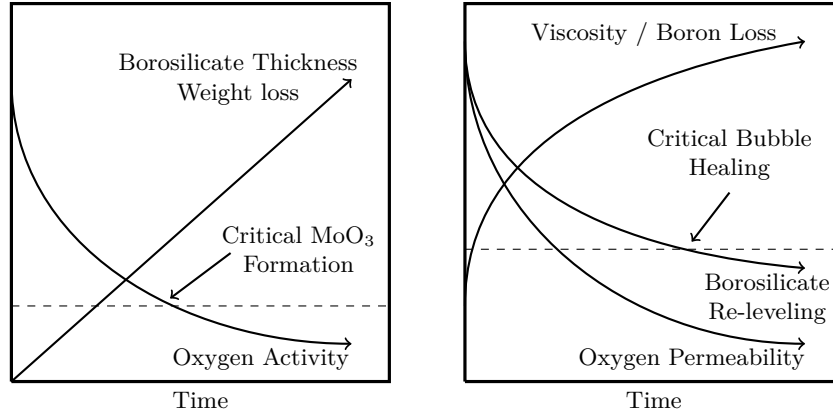 Borosilicate Thickness
Weight loss
Critical MoO₃
Formation
Oxygen Activity
Time
Viscosity / Boron Loss
Critical Bubble
Healing
Borosilicate
Re-leveling
Oxygen Permeability
Time